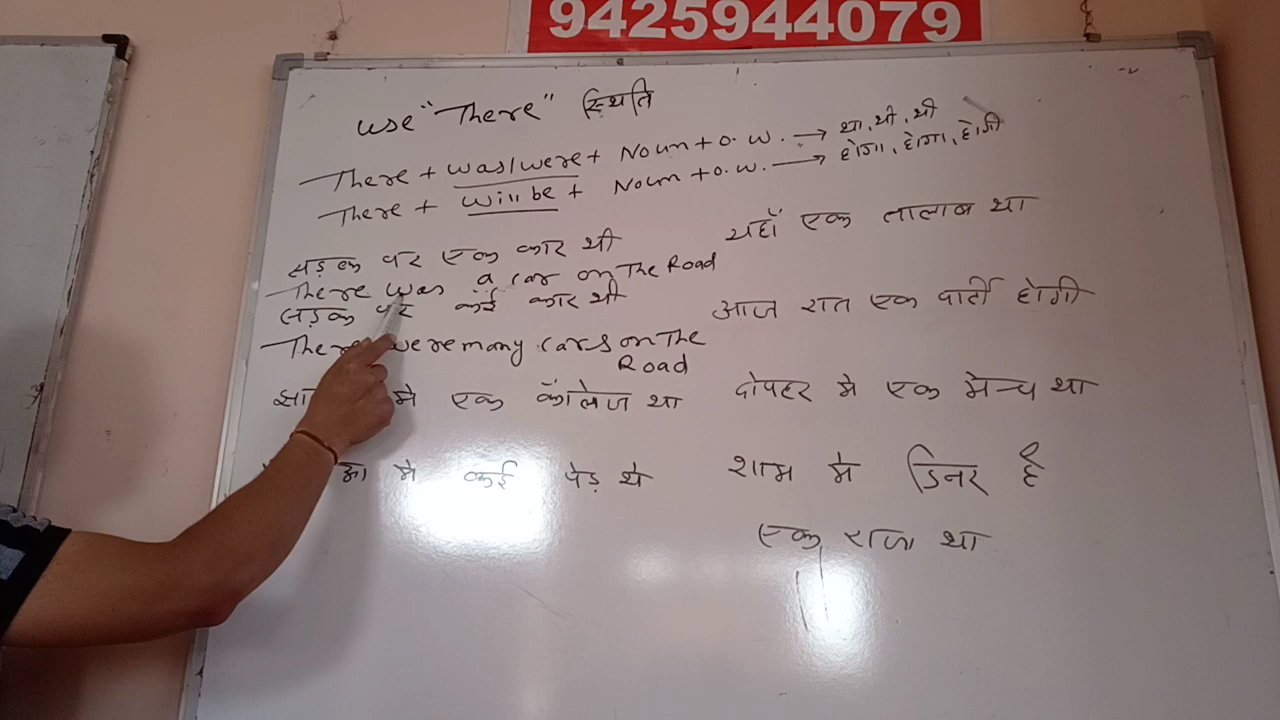 9425944079
Use "There" स्थिति
There + was/were + Noun + o.w. → था, थी, थी
There + will be + Noun + o.w. → होगा, होगा, होगी
सड़क पर एक कार थी
There was a car on The Road
सड़क पर कई कार थी
There were many cars on The
Road
में एक कॉलेज था
मे कई पेड़ थे
यहाँ एक तालाब था
आज रात एक पार्टी होगी
दोपहर मे एक मेन्च था
शाम मे डिनर है
एक राजा था